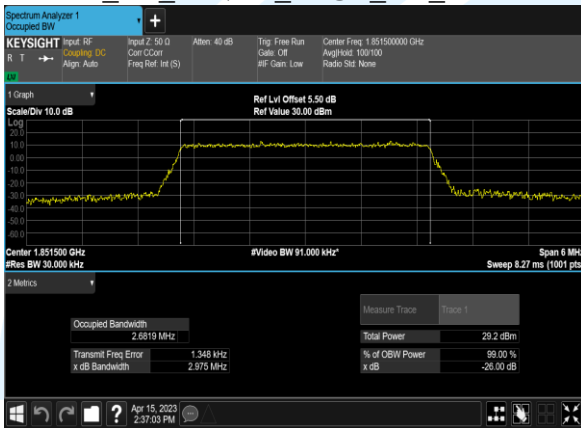 Spectrum Analyzer 1
Occupied BW
KEYSIGHT Input: RF Input Z: 50 Ω Atten: 40 dB Trig: Free Run Center Freq: 1.851500000 GHz
R T Coupling: DC Corr CCorr Gate: Off Avg|Hold: 100/100
Align: Auto Freq Ref: Int (S) #IF Gain: Low Radio Std: None
1 Graph
Ref Lvl Offset 5.50 dB
Scale/Div 10.0 dB Ref Value 30.00 dBm
Log
20.0
10.0
0.00
-10.0
-20.0
-30.0
-40.0
-50.0
-60.0
Center 1.851500 GHz #Video BW 91.000 kHz* Span 6 MHz
#Res BW 30.000 kHz Sweep 8.27 ms (1001 pts
2 Metrics
Measure Trace Trace 1
Occupied Bandwidth
2.6819 MHz Total Power 29.2 dBm
Transmit Freq Error 1.348 kHz % of OBW Power 99.00 %
x dB Bandwidth 2.975 MHz x dB -26.00 dB
Apr 15, 2023
2:37:03 PM